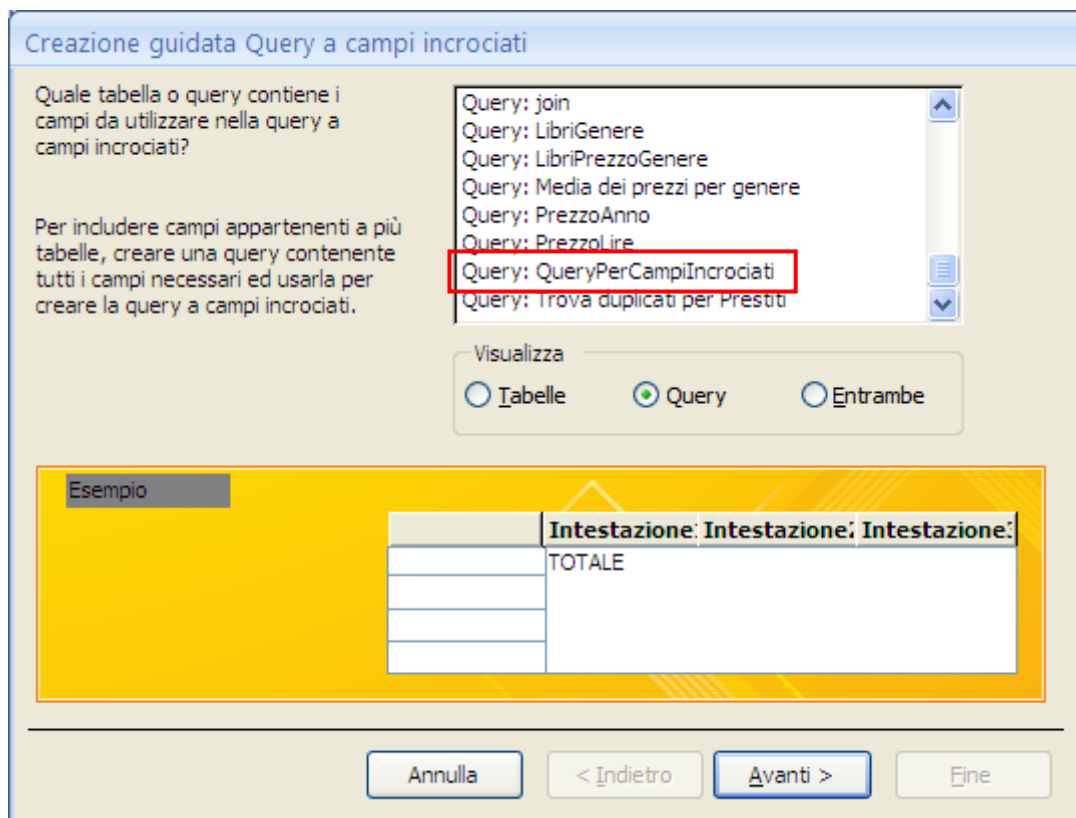 Creazione guidata Query a campi incrociati
Quale tabella o query contiene i
campi da utilizzare nella query a
campi incrociati?
Per includere campi appartenenti a più
tabelle, creare una query contenente
tutti i campi necessari ed usarla per
creare la query a campi incrociati.
Query: join
Query: LibriGenere
Query: LibriPrezzoGenere
Query: Media dei prezzi per genere
Query: PrezzoAnno
Query: PrezzoLire
Query: QueryPerCampiIncrociati
Query: Trova duplicati per Prestiti
Visualizza
Tabelle Query Entrambe
Esempio
Intestazione1 Intestazione2 Intestazione3
TOTALE
Annulla < Indietro Avanti > Fine